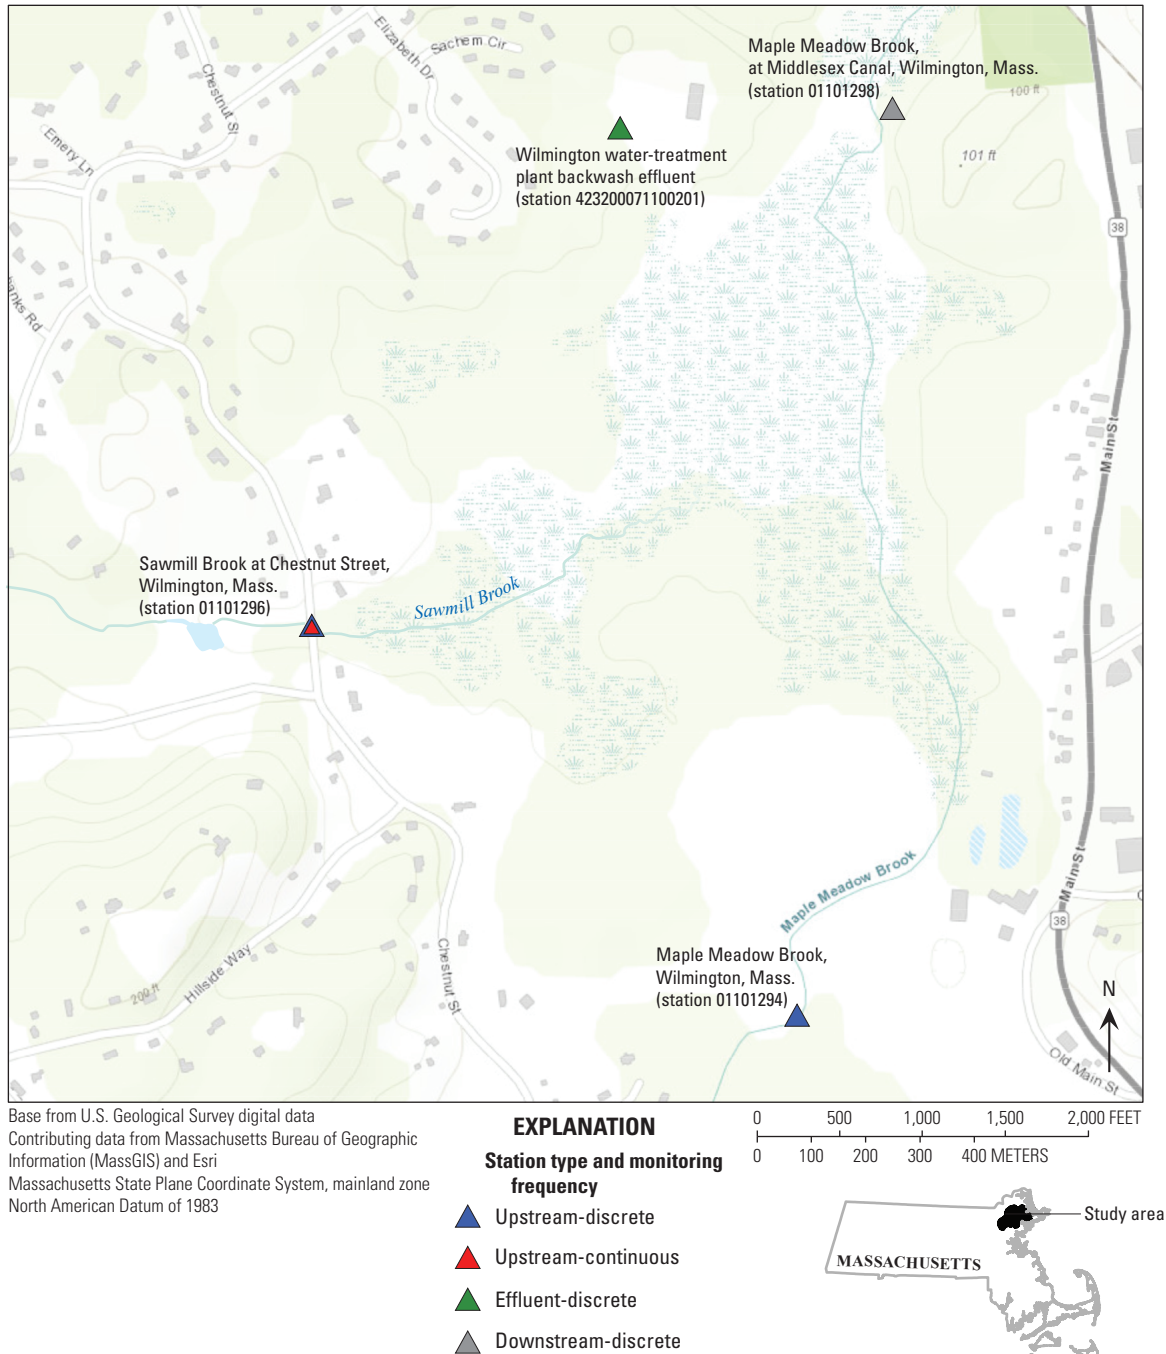 Elizabeth Dr
Sachem Cir
Chestnut St
Emery Ln
Maple Meadow Brook,
at Middlesex Canal, Wilmington, Mass.
(station 01101298)
100 ft
101 ft
Wilmington water-treatment
plant backwash effluent
(station 423200071100201)
38
anks Rd
Main St
Sawmill Brook at Chestnut Street,
Wilmington, Mass.
(station 01101296)
Sawmill Brook
Maple Meadow Brook
Main St
38
Maple Meadow Brook,
Wilmington, Mass.
(station 01101294)
Hillside Way
200 ft
Chestnut St
N
Old Main St
Base from U.S. Geological Survey digital data
Contributing data from Massachusetts Bureau of Geographic
Information (MassGIS) and Esri
Massachusetts State Plane Coordinate System, mainland zone
North American Datum of 1983
EXPLANATION
Station type and monitoring
frequency
Upstream-discrete
Upstream-continuous
Effluent-discrete
Downstream-discrete
0 500 1,000 1,500 2,000 FEET
0 100 200 300 400 METERS
Study area
MASSACHUSETTS